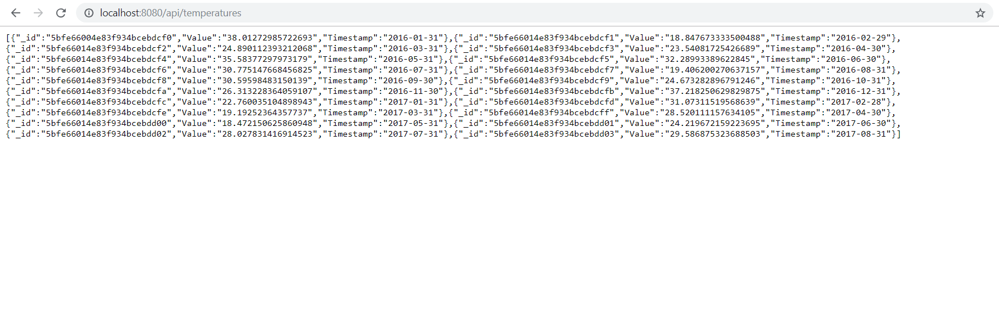 localhost:8080/api/temperatures
[{"_id":"5bfe66004e83f934bcebdcf0","Value":"38.01272985722693","Timestamp":"2016-01-31"},{"_id":"5bfe66014e83f934bcebdcf1","Value":"18.847673333500488","Timestamp":"2016-02-29"},
{"_id":"5bfe66014e83f934bcebdcf2","Value":"24.890112393212068","Timestamp":"2016-03-31"},{"_id":"5bfe66014e83f934bcebdcf3","Value":"23.54081725426689","Timestamp":"2016-04-30"},
{"_id":"5bfe66014e83f934bcebdcf4","Value":"35.58377297973179","Timestamp":"2016-05-31"},{"_id":"5bfe66014e83f934bcebdcf5","Value":"32.28993389622845","Timestamp":"2016-06-30"},
{"_id":"5bfe66014e83f934bcebdcf6","Value":"30.775147668456825","Timestamp":"2016-07-31"},{"_id":"5bfe66014e83f934bcebdcf7","Value":"19.406200270637157","Timestamp":"2016-08-31"},
{"_id":"5bfe66014e83f934bcebdcf8","Value":"30.59598483150139","Timestamp":"2016-09-30"},{"_id":"5bfe66014e83f934bcebdcf9","Value":"24.673282896791246","Timestamp":"2016-10-31"},
{"_id":"5bfe66014e83f934bcebdcfa","Value":"26.313228364059107","Timestamp":"2016-11-30"},{"_id":"5bfe66014e83f934bcebdcfb","Value":"37.218250629829875","Timestamp":"2016-12-31"},
{"_id":"5bfe66014e83f934bcebdcfc","Value":"22.760035104898943","Timestamp":"2017-01-31"},{"_id":"5bfe66014e83f934bcebdcfd","Value":"31.07311519568639","Timestamp":"2017-02-28"},
{"_id":"5bfe66014e83f934bcebdcfe","Value":"19.19252364357737","Timestamp":"2017-03-31"},{"_id":"5bfe66014e83f934bcebdcff","Value":"28.520111157634105","Timestamp":"2017-04-30"},
{"_id":"5bfe66014e83f934bcebdd00","Value":"18.472150625860948","Timestamp":"2017-05-31"},{"_id":"5bfe66014e83f934bcebdd01","Value":"24.219672159223695","Timestamp":"2017-06-30"},
{"_id":"5bfe66014e83f934bcebdd02","Value":"28.027831416914523","Timestamp":"2017-07-31"},{"_id":"5bfe66014e83f934bcebdd03","Value":"29.586875323688503","Timestamp":"2017-08-31"}]